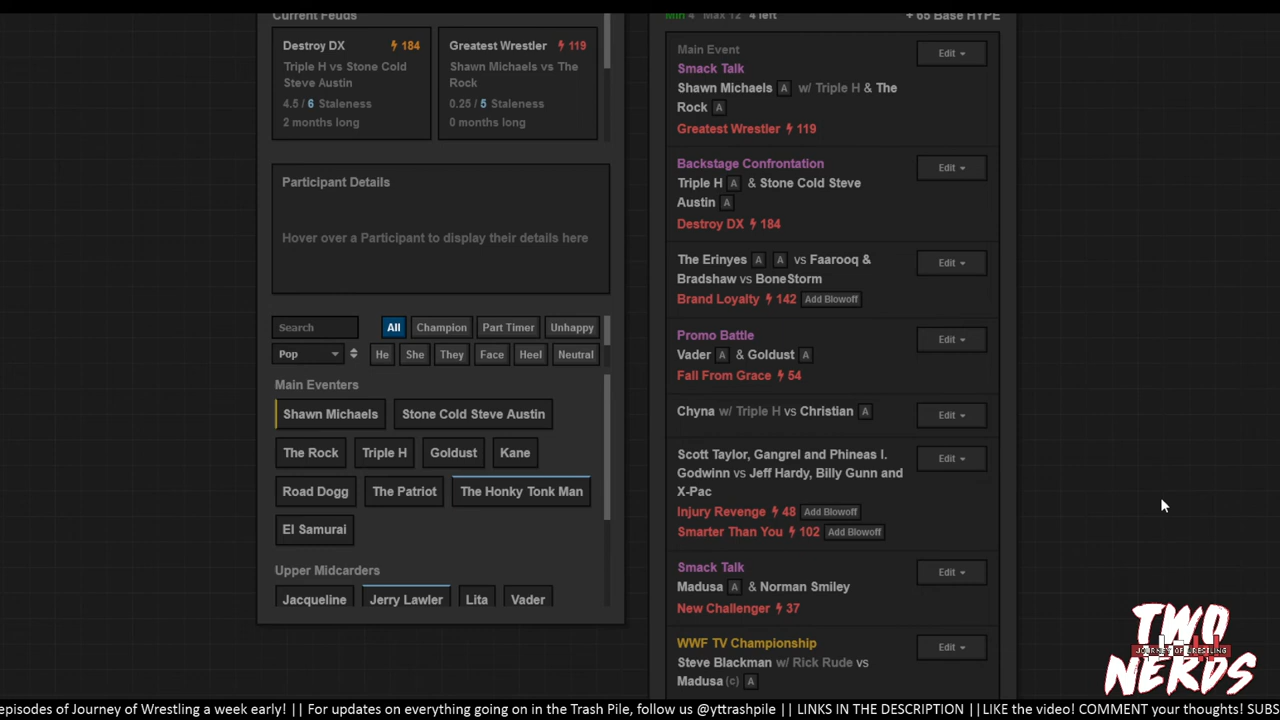 Current Feuds
Destroy DX 184
Triple H vs Stone Cold
Steve Austin
4.5 / 6 Staleness
2 months long
Greatest Wrestler 119
Shawn Michaels vs The
Rock
0.25 / 5 Staleness
0 months long
Participant Details
Hover over a Participant to display their details here
Search All Champion Part Timer Unhappy
Pop He She They Face Heel Neutral
Main Eventers
Shawn Michaels Stone Cold Steve Austin
The Rock Triple H Goldust Kane
Road Dogg The Patriot The Honky Tonk Man
El Samurai
Upper Midcarders
Jacqueline Jerry Lawler Lita Vader
Min 4 Max 12 4 left + 65 Base HYPE
Main Event
Smack Talk
Shawn Michaels A w/ Triple H & The
Rock A
Greatest Wrestler 119
Edit
Backstage Confrontation
Triple H A & Stone Cold Steve
Austin A
Destroy DX 184
Edit
The Erinyes A A vs Faarooq &
Bradshaw vs BoneStorm
Brand Loyalty 142 Add Blowoff
Edit
Promo Battle
Vader A & Goldust A
Fall From Grace 54
Edit
Chyna w/ Triple H vs Christian A
Edit
Scott Taylor, Gangrel and Phineas I.
Godwinn vs Jeff Hardy, Billy Gunn and
X-Pac
Injury Revenge 48 Add Blowoff
Smarter Than You 102 Add Blowoff
Edit
Smack Talk
Madusa A & Norman Smiley
New Challenger 37
Edit
WWF TV Championship
Steve Blackman w/ Rick Rude vs
Madusa (c) A
Edit
TWO
JOURNEY OF WRESTLING
NERDS
episodes of Journey of Wrestling a week early! || For updates on everything going on in the Trash Pile, follow us @yttrashpile || LINKS IN THE DESCRIPTION ||LIKE the video! COMMENT your thoughts! SUBS